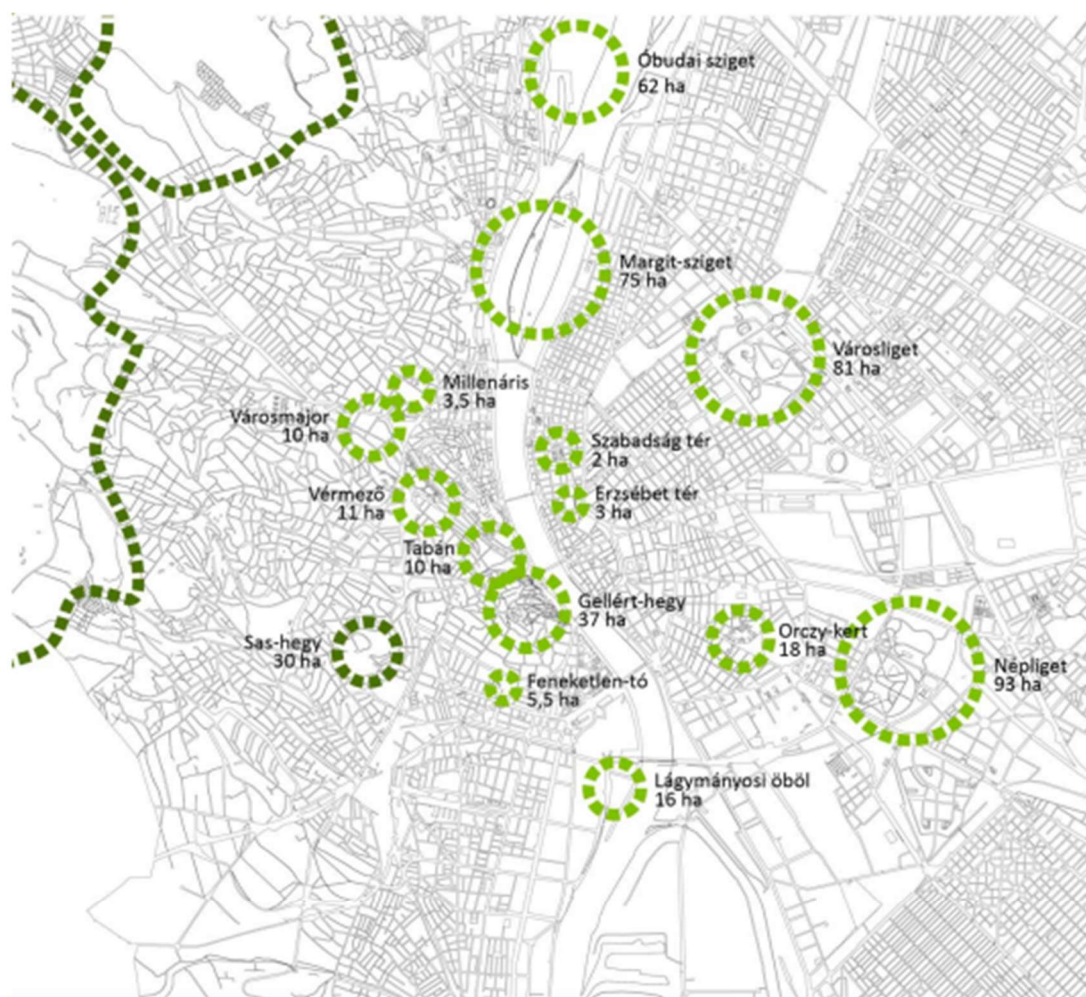 Óbudai sziget
62 ha
Margit-sziget
75 ha
Városliget
81 ha
Millenáris
3,5 ha
Városmajor
10 ha
Szabadság tér
2 ha
Vérmező
11 ha
Erzsébet tér
3 ha
Tabán
10 ha
Gellért-hegy
37 ha
Orczy-kert
18 ha
Sas-hegy
30 ha
Népliget
93 ha
Feneketlen-tó
5,5 ha
Lágymányosi öböl
16 ha